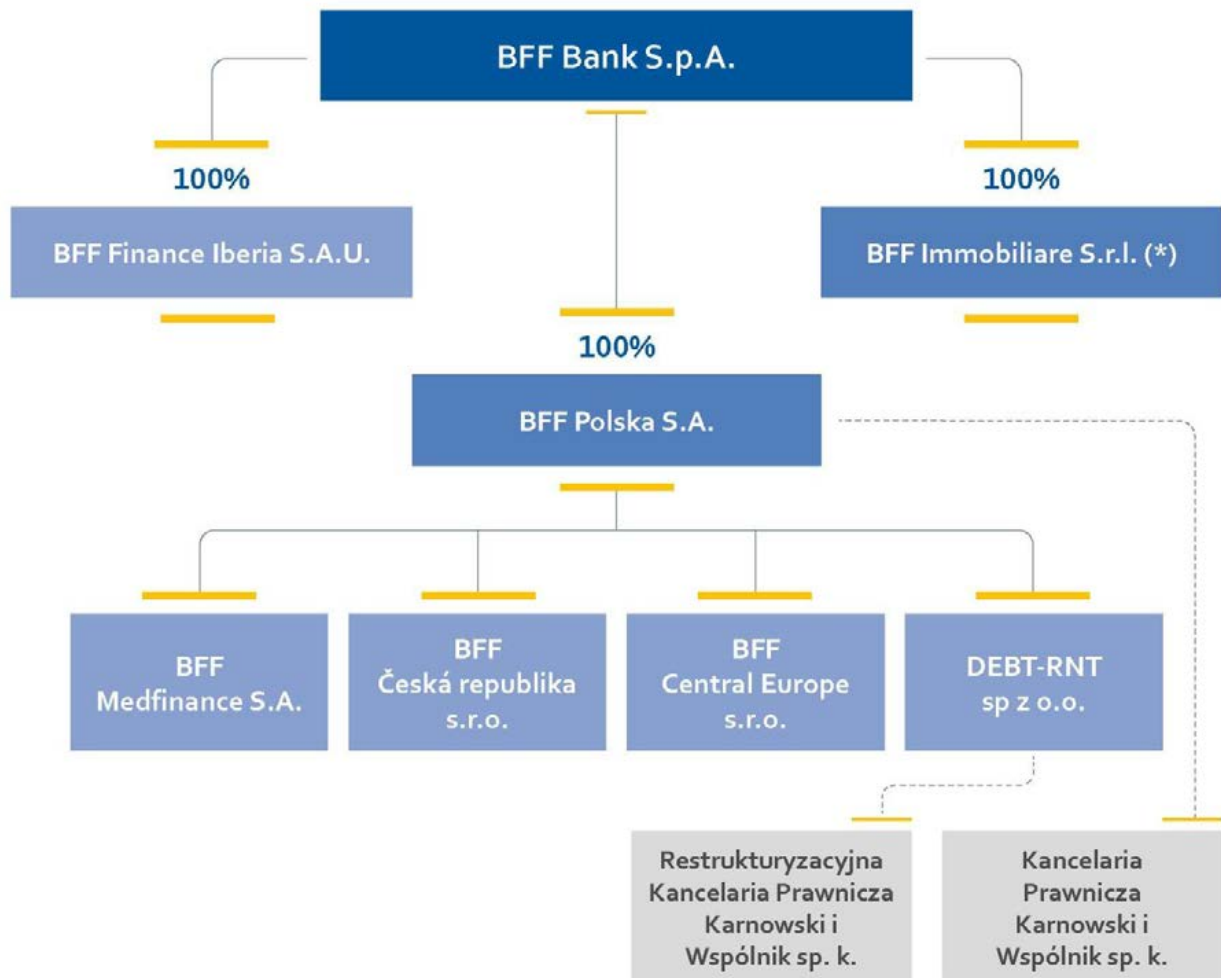 BFF Bank S.p.A.
100%
100%
BFF Finance Iberia S.A.U.
BFF Immobiliare S.r.l. (*)
100%
BFF Polska S.A.
BFF
Medfinance S.A.
BFF
Česká republika
s.r.o.
BFF
Central Europe
s.r.o.
DEBT-RNT
sp z o.o.
Restrukturyzacyjna
Kancelaria Prawnicza
Karnowski i
Wspólnik sp. k.
Kancelaria
Prawnicza
Karnowski i
Wspólnik sp. k.